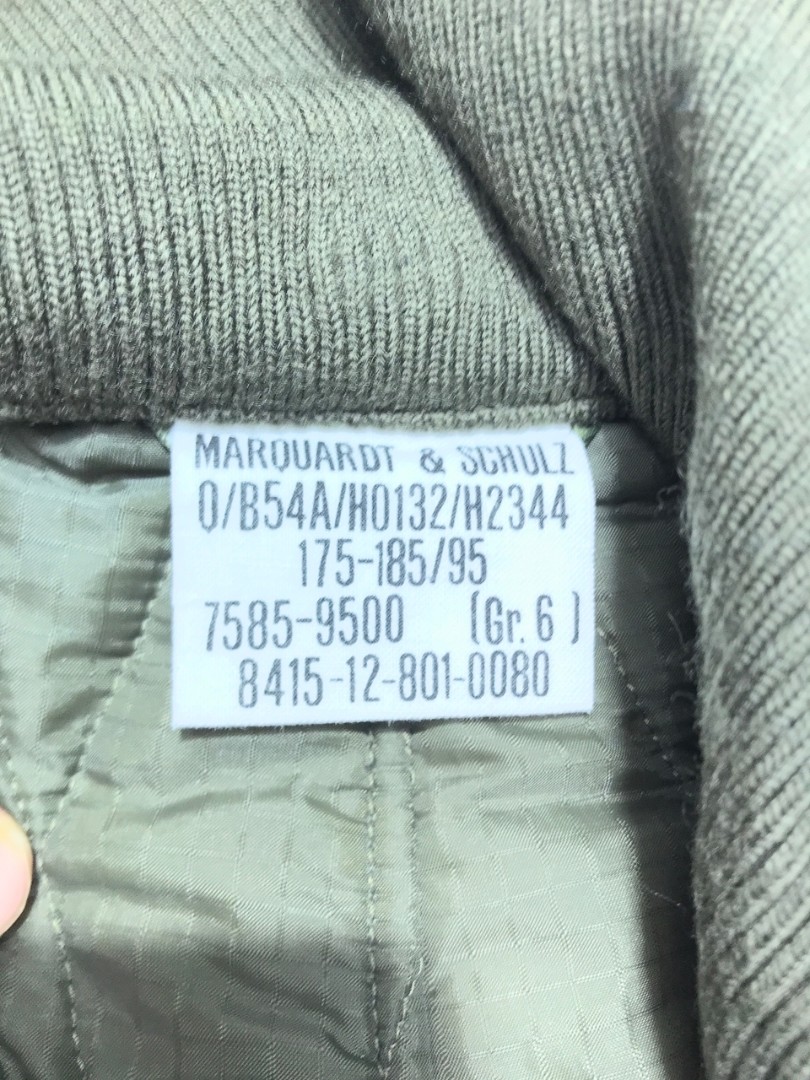 MARQUARDT & SCHULZ
0/B54A/H0132/H2344
175-185/95
7585-9500 (Gr. 6 )
8415-12-801-0080